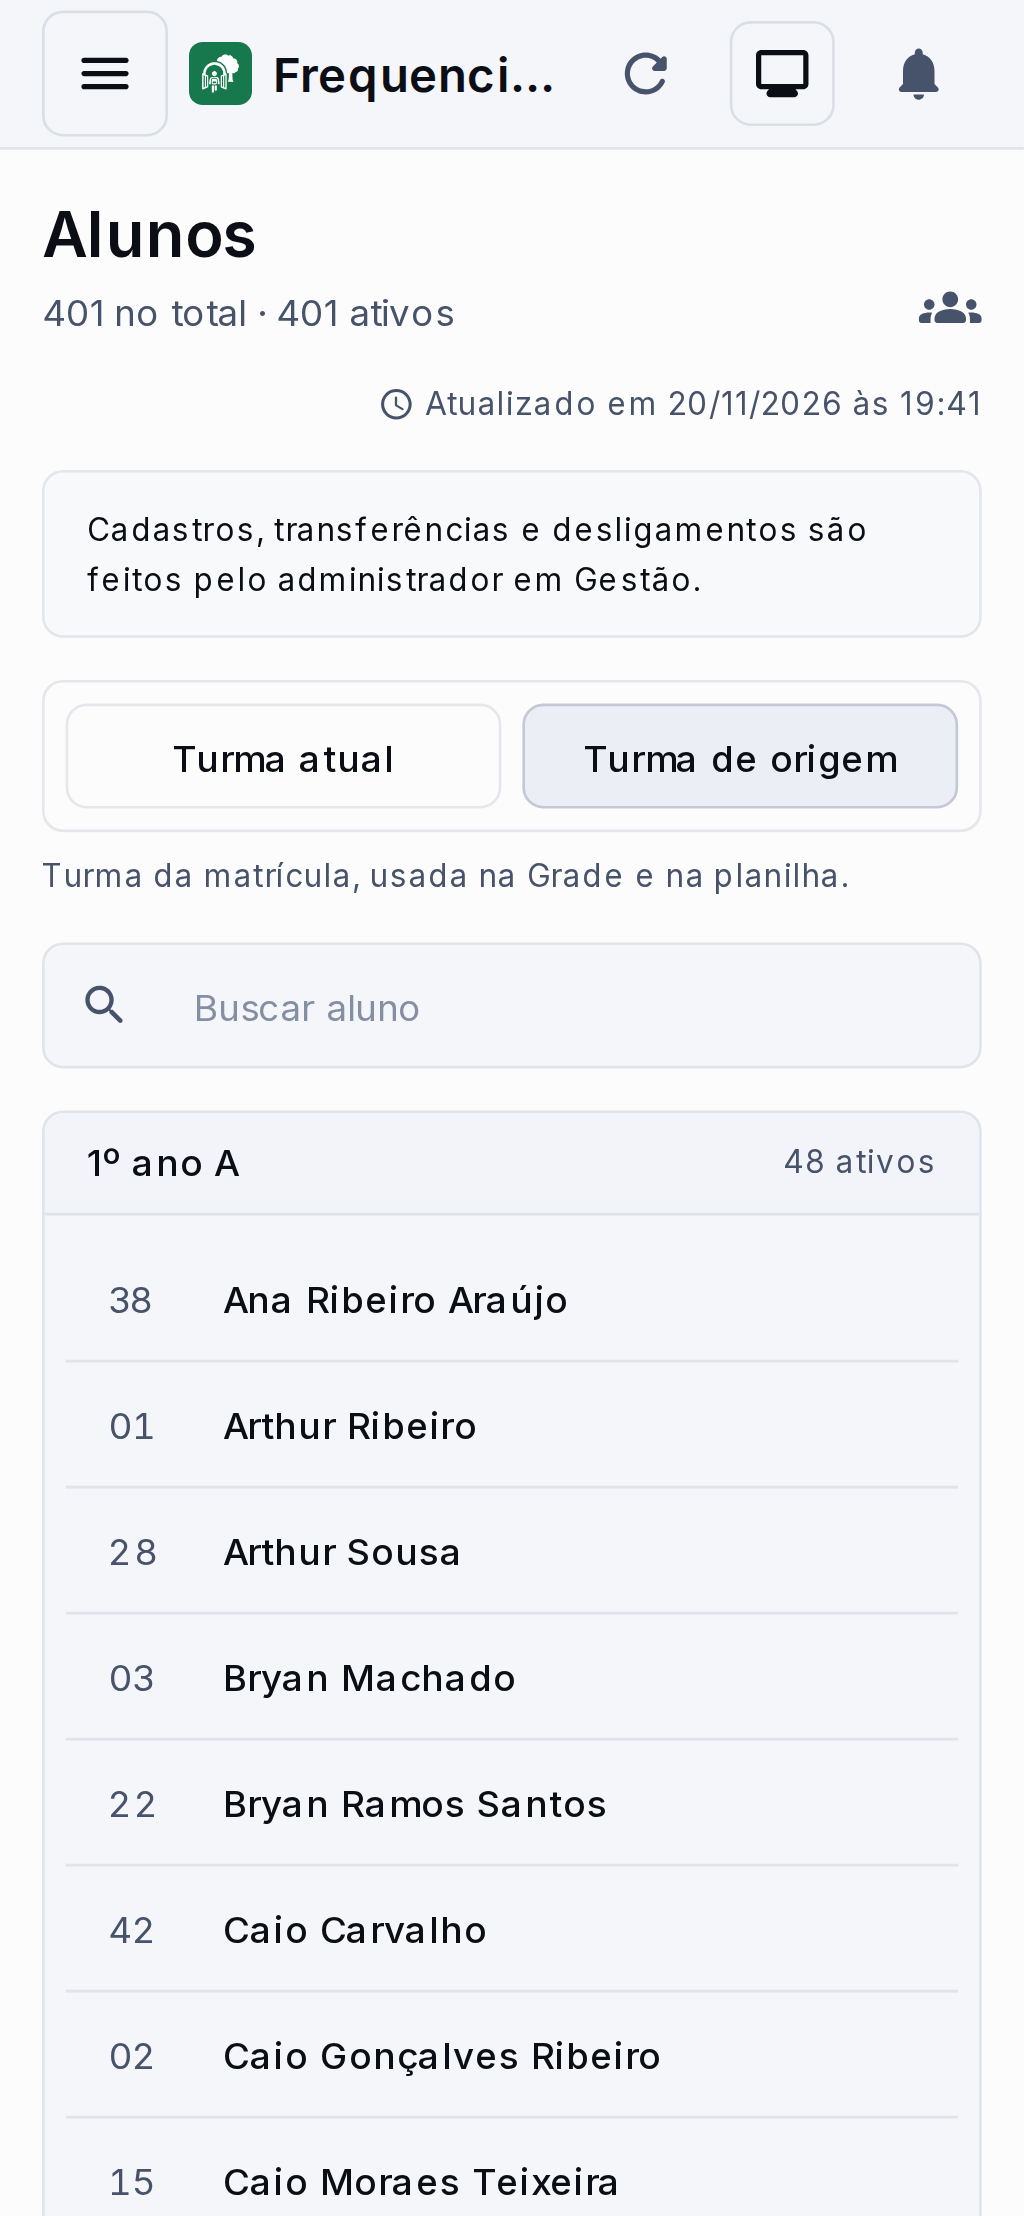 Frequenci...
Alunos
401 no total · 401 ativos
Atualizado em 20/11/2026 às 19:41
Cadastros, transferências e desligamentos são
feitos pelo administrador em Gestão.
Turma atual
Turma de origem
Turma da matrícula, usada na Grade e na planilha.
Buscar aluno
1º ano A
48 ativos
38 Ana Ribeiro Araújo
01 Arthur Ribeiro
28 Arthur Sousa
03 Bryan Machado
22 Bryan Ramos Santos
42 Caio Carvalho
02 Caio Gonçalves Ribeiro
15 Caio Moraes Teixeira